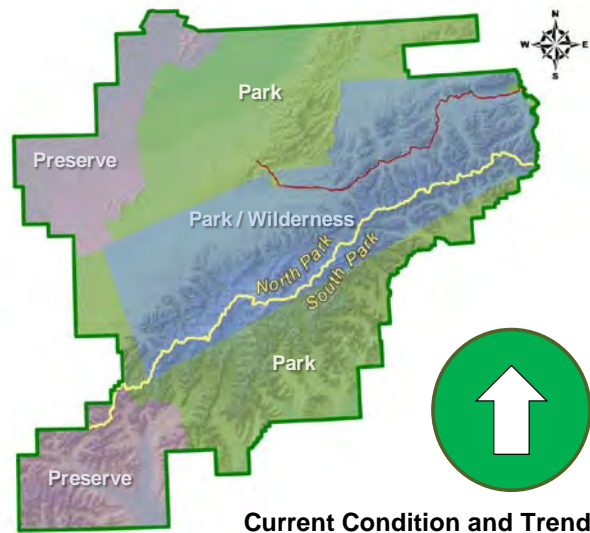 N
W E
S
Park
Preserve
Park / Wilderness
North Park
South Park
Park
Preserve
Current Condition and Trend